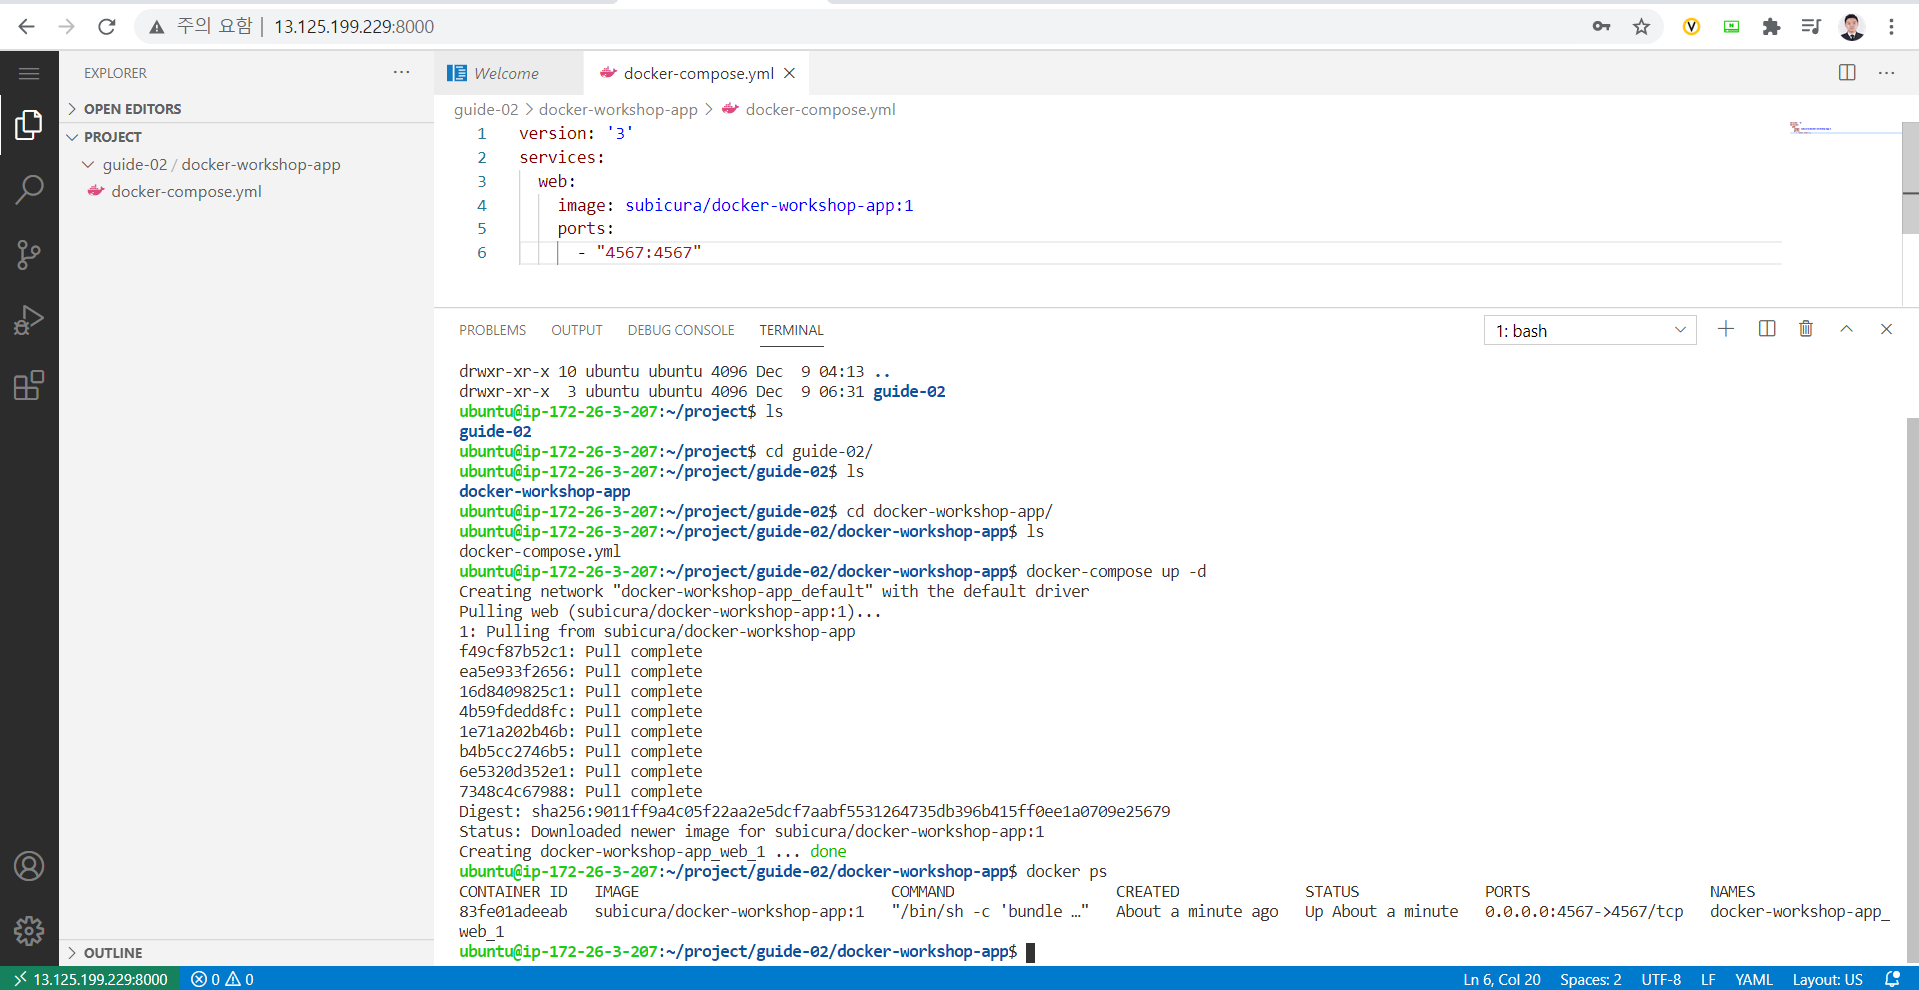 주의 요함 | 13.125.199.229:8000
EXPLORER
OPEN EDITORS
PROJECT
guide-02 / docker-workshop-app
docker-compose.yml
Welcome
docker-compose.yml
guide-02 > docker-workshop-app > docker-compose.yml
1 version: '3'
2 services:
3 web:
4 image: subicura/docker-workshop-app:1
5 ports:
6 - "4567:4567"
PROBLEMS OUTPUT DEBUG CONSOLE TERMINAL 1: bash
drwxr-xr-x 10 ubuntu ubuntu 4096 Dec  9 04:13 ..
drwxr-xr-x  3 ubuntu ubuntu 4096 Dec  9 06:31 guide-02
ubuntu@ip-172-26-3-207:~/project$ ls
guide-02
ubuntu@ip-172-26-3-207:~/project$ cd guide-02/
ubuntu@ip-172-26-3-207:~/project/guide-02$ ls
docker-workshop-app
ubuntu@ip-172-26-3-207:~/project/guide-02$ cd docker-workshop-app/
ubuntu@ip-172-26-3-207:~/project/guide-02/docker-workshop-app$ ls
docker-compose.yml
ubuntu@ip-172-26-3-207:~/project/guide-02/docker-workshop-app$ docker-compose up -d
Creating network "docker-workshop-app_default" with the default driver
Pulling web (subicura/docker-workshop-app:1)...
1: Pulling from subicura/docker-workshop-app
f49cf87b52c1: Pull complete
ea5e933f2656: Pull complete
16d8409825c1: Pull complete
4b59fdedd8fc: Pull complete
1e71a202b46b: Pull complete
b4b5cc2746b5: Pull complete
6e5320d352e1: Pull complete
7348c4c67988: Pull complete
Digest: sha256:9011ff9a4c05f22aa2e5dcf7aabf5531264735db396b415ff0ee1a0709e25679
Status: Downloaded newer image for subicura/docker-workshop-app:1
Creating docker-workshop-app_web_1 ... done
ubuntu@ip-172-26-3-207:~/project/guide-02/docker-workshop-app$ docker ps
CONTAINER ID   IMAGE   COMMAND   CREATED   STATUS   PORTS   NAMES
83fe01adeeab   subicura/docker-workshop-app:1   "/bin/sh -c 'bundle …"   About a minute ago   Up About a minute   0.0.0.0:4567->4567/tcp   docker-workshop-app_
web_1
ubuntu@ip-172-26-3-207:~/project/guide-02/docker-workshop-app$
OUTLINE
13.125.199.229:8000 0 0 Ln 6, Col 20 Spaces: 2 UTF-8 LF YAML Layout: US